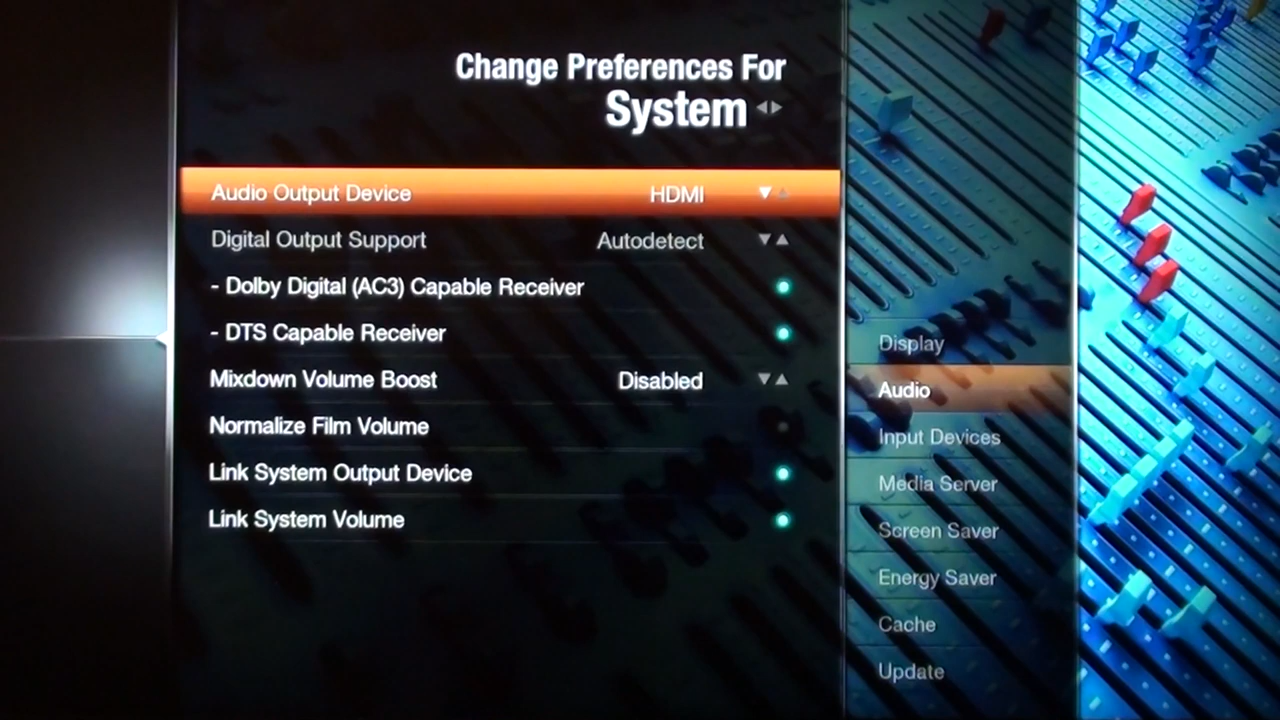 Change Preferences For
System
Audio Output Device HDMI
Digital Output Support Autodetect
- Dolby Digital (AC3) Capable Receiver
- DTS Capable Receiver
Mixdown Volume Boost Disabled
Normalize Film Volume
Link System Output Device
Link System Volume
Display
Audio
Input Devices
Media Server
Screen Saver
Energy Saver
Cache
Update